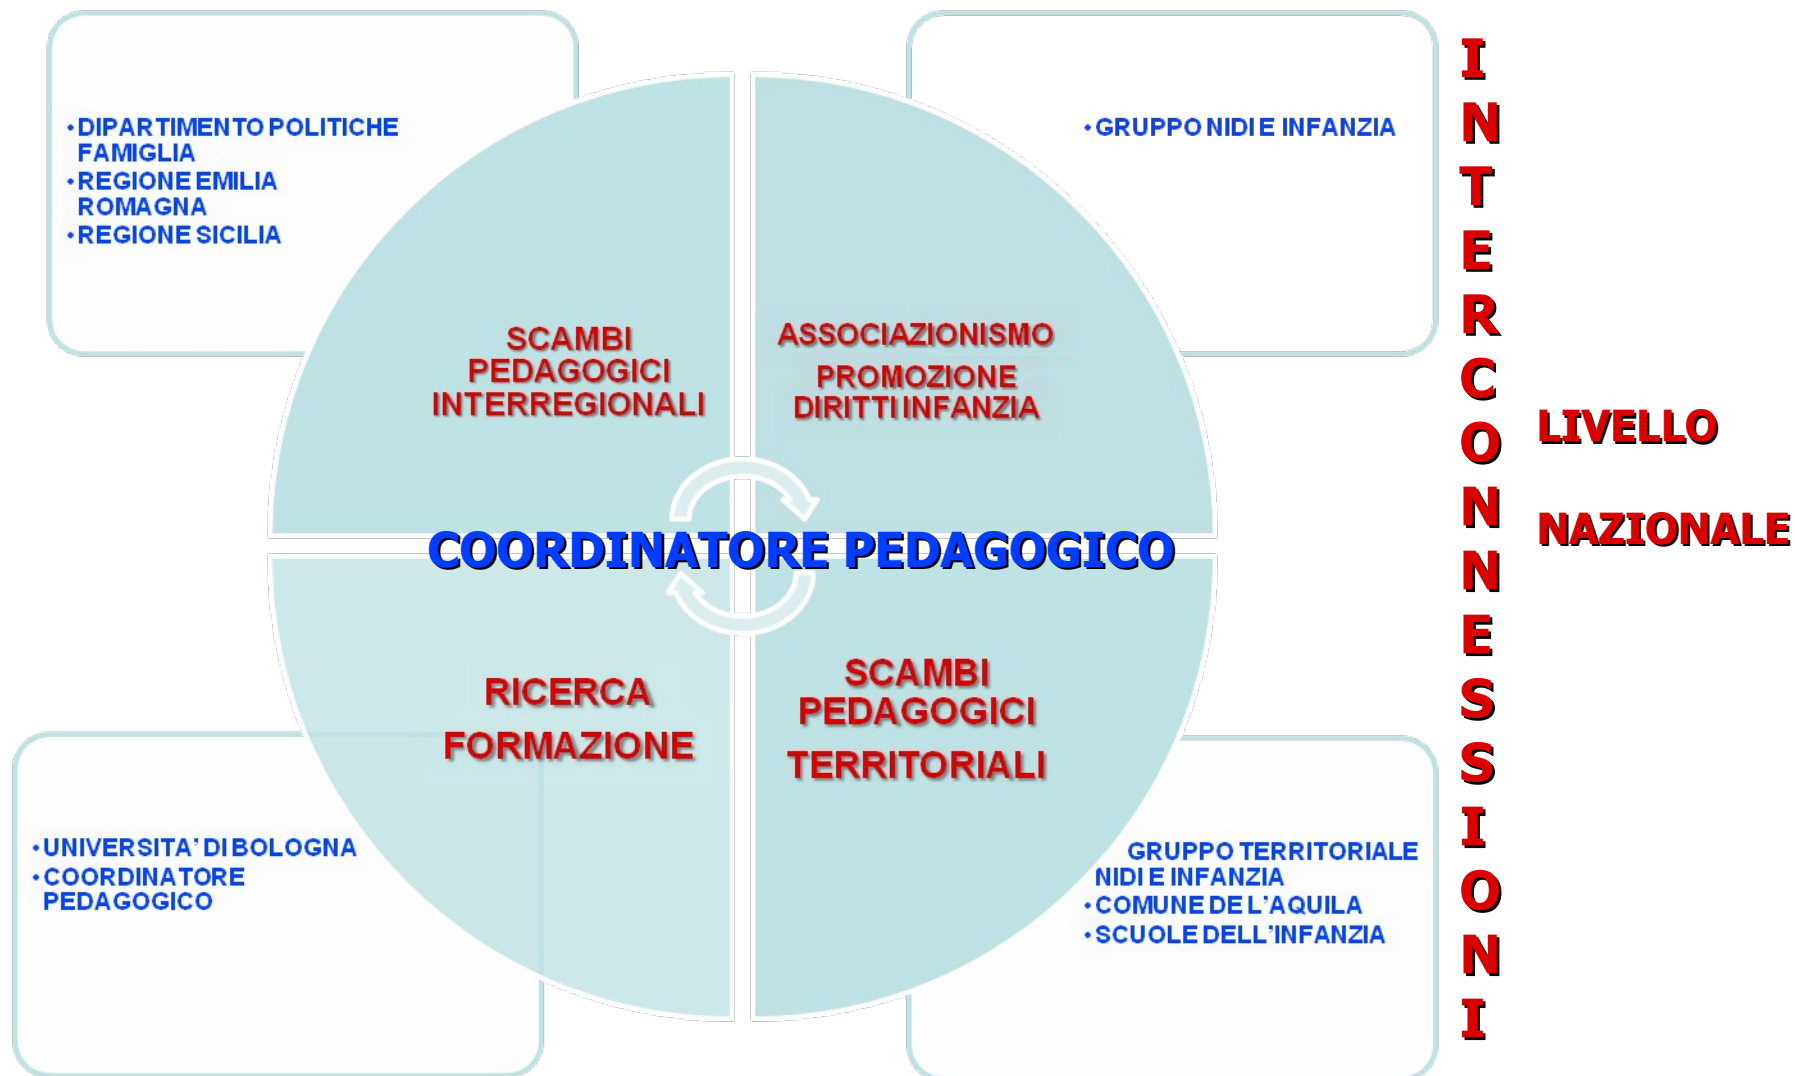 • DIPARTIMENTO POLITICHE
FAMIGLIA
• REGIONE EMILIA
ROMAGNA
• REGIONE SICILIA
• GRUPPO NIDI E INFANZIA
SCAMBI
PEDAGOGICI
INTERREGIONALI
ASSOCIAZIONISMO
PROMOZIONE
DIRITTI INFANZIA
COORDINATORE PEDAGOGICO
RICERCA
FORMAZIONE
SCAMBI
PEDAGOGICI
TERRITORIALI
• UNIVERSITA' DI BOLOGNA
• COORDINATORE
PEDAGOGICO
GRUPPO TERRITORIALE
NIDI E INFANZIA
• COMUNE DE L'AQUILA
• SCUOLE DELL'INFANZIA
INTERCONNESSIONI
LIVELLO
NAZIONALE